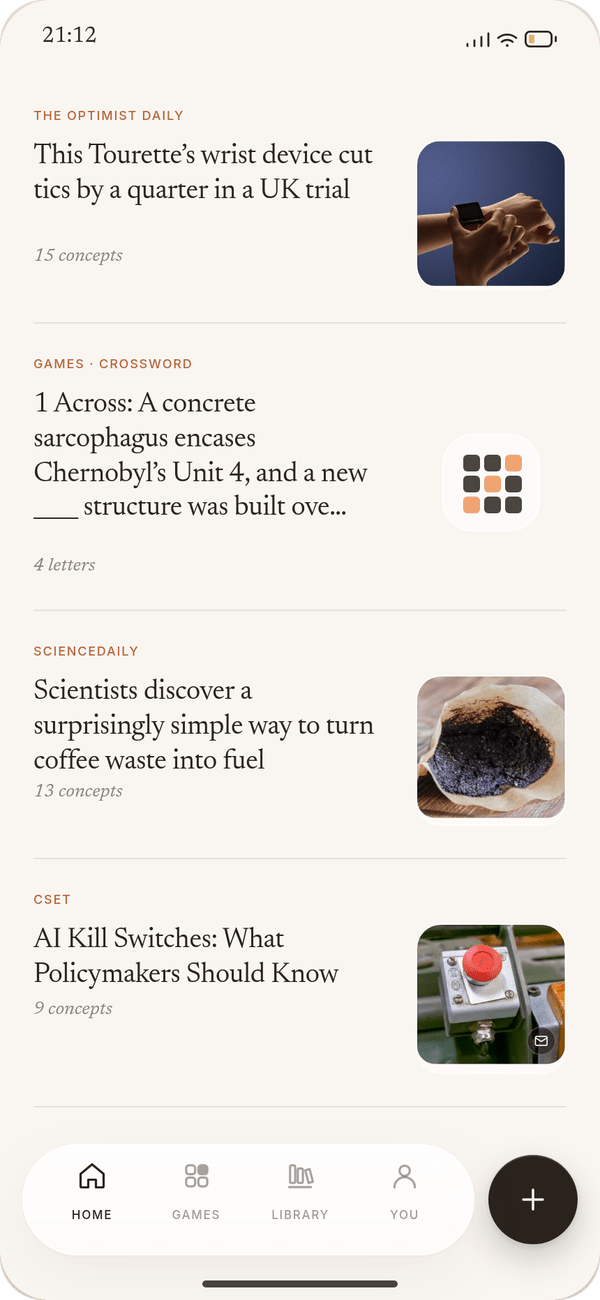 21:12
THE OPTIMIST DAILY
This Tourette’s wrist device cut
tics by a quarter in a UK trial
15 concepts
GAMES · CROSSWORD
1 Across: A concrete
sarcophagus encases
Chernobyl’s Unit 4, and a new
____ structure was built ove...
4 letters
SCIENCEDAILY
Scientists discover a
surprisingly simple way to turn
coffee waste into fuel
13 concepts
CSET
AI Kill Switches: What
Policymakers Should Know
9 concepts
HOME
GAMES
LIBRARY
YOU